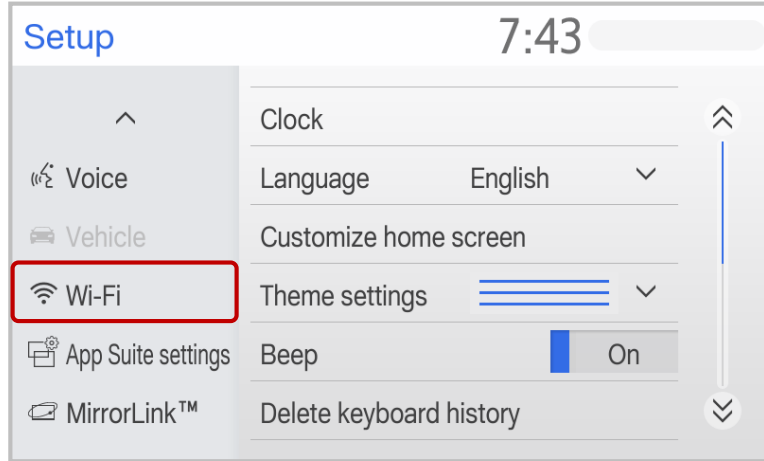 Setup 7:43
Voice
Vehicle
Wi-Fi
App Suite settings
MirrorLink™
Clock
Language English
Customize home screen
Theme settings
Beep On
Delete keyboard history